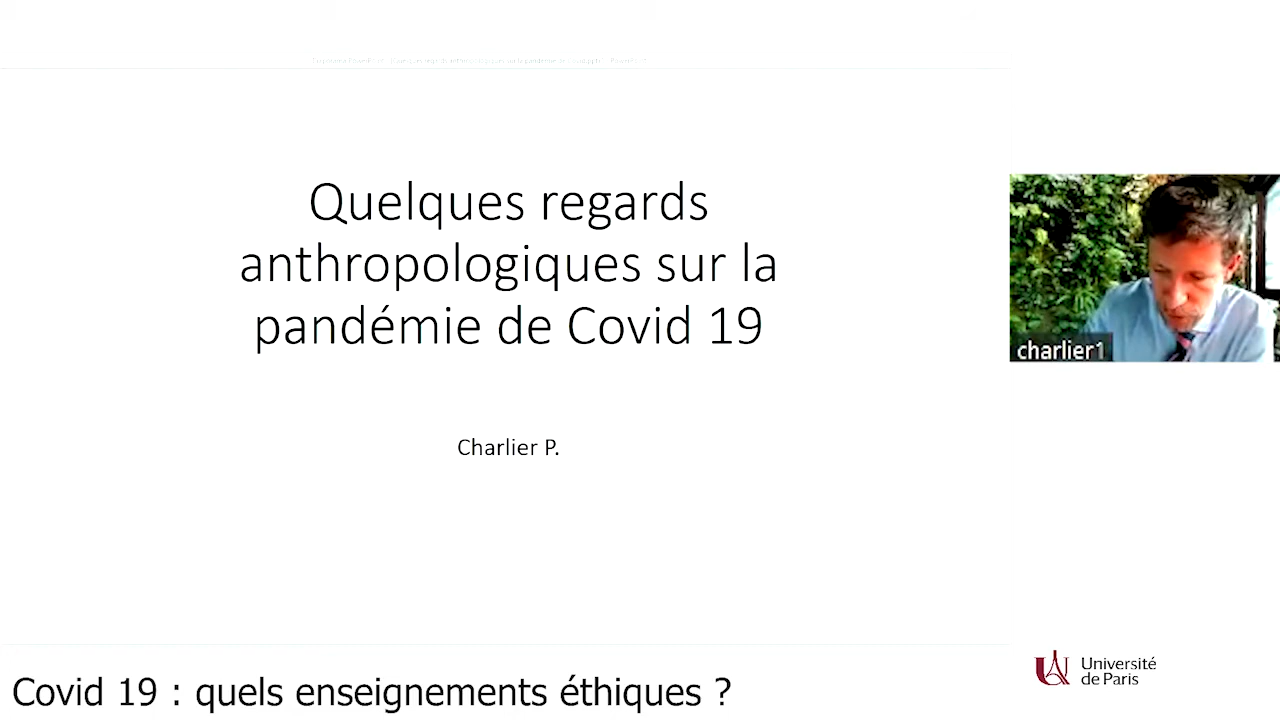 Quelques regards
anthropologiques sur la
pandémie de Covid 19
Charlier P.
charlier1
Université
de Paris
Covid 19 : quels enseignements éthiques ?